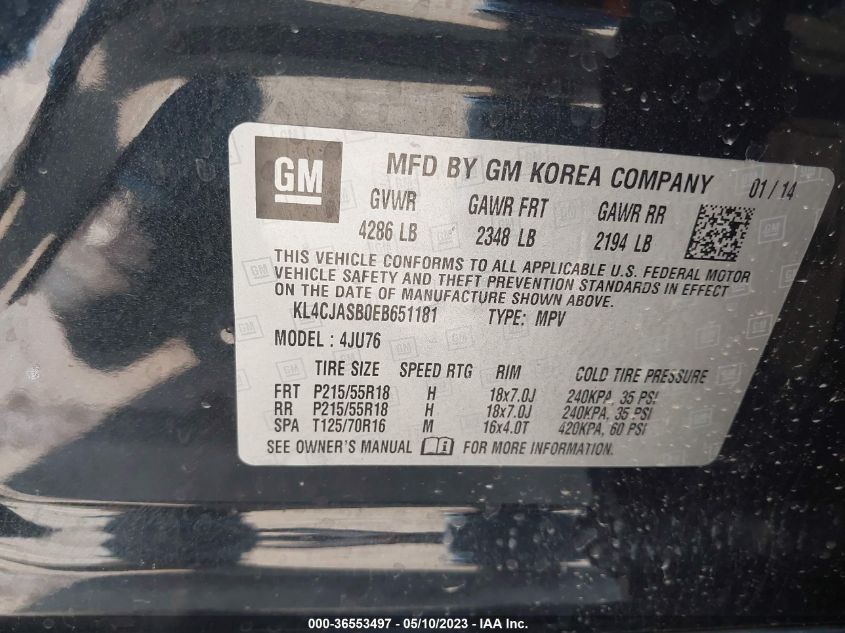 GM
MFD BY GM KOREA COMPANY 01/14
GVWR GAWR FRT GAWR RR
4286 LB 2348 LB 2194 LB
THIS VEHICLE CONFORMS TO ALL APPLICABLE U.S. FEDERAL MOTOR
VEHICLE SAFETY AND THEFT PREVENTION STANDARDS IN EFFECT
ON THE DATE OF MANUFACTURE SHOWN ABOVE.
KL4CJASB0EB651181 TYPE: MPV
MODEL : 4JU76
TIRE SIZE SPEED RTG RIM COLD TIRE PRESSURE
FRT P215/55R18 H 18x7.0J 240KPA, 35 PSI
RR P215/55R18 H 18x7.0J 240KPA, 35 PSI
SPA T125/70R16 M 16x4.0T 420KPA, 60 PSI
SEE OWNER'S MANUAL FOR MORE INFORMATION.
000-36553497 - 05/10/2023 - IAA Inc.